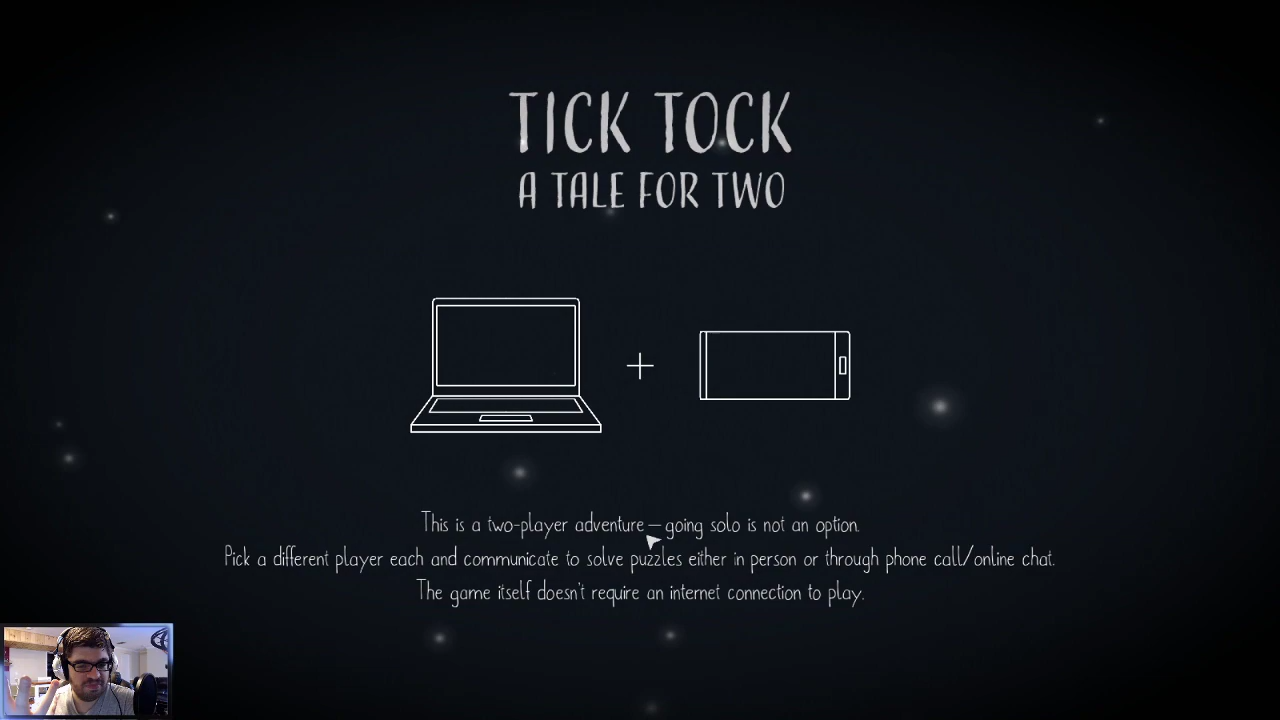 TICK TOCK
A TALE FOR TWO
This is a two-player adventure – going solo is not an option.
Pick a different player each and communicate to solve puzzles either in person or through phone call/online chat.
The game itself doesn't require an internet connection to play.